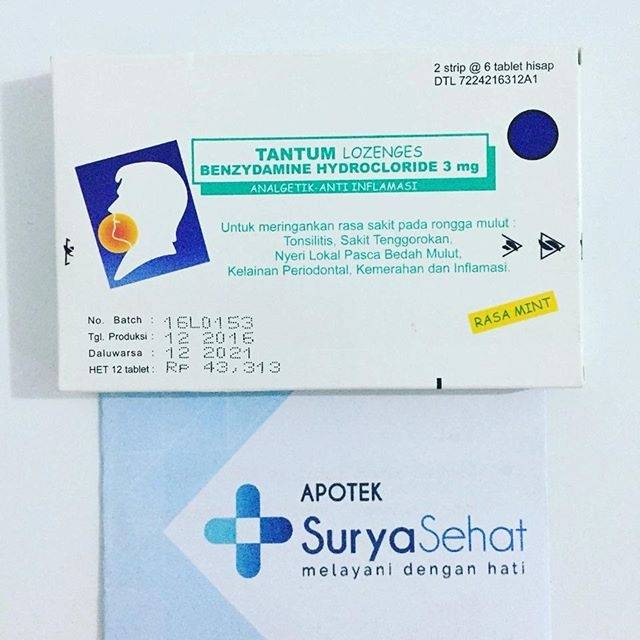 2 strip @ 6 tablet hisap
DTL 7224216312A1
TANTUM LOZENGES
BENZYDAMINE HYDROCLORIDE 3 mg
ANALGETIK-ANTI INFLAMASI
Untuk meringankan rasa sakit pada rongga mulut :
Tonsilitis, Sakit Tenggorokan,
Nyeri Lokal Pasca Bedah Mulut,
Kelainan Periodontal, Kemerahan dan Inflamasi.
RASA MINT
No. Batch : 16L0153
Tgl. Produksi : 12 2016
Daluwarsa : 12 2021
HET 12 tablet : Rp 43,313
APOTEK
SuryaSehat
melayani dengan hati